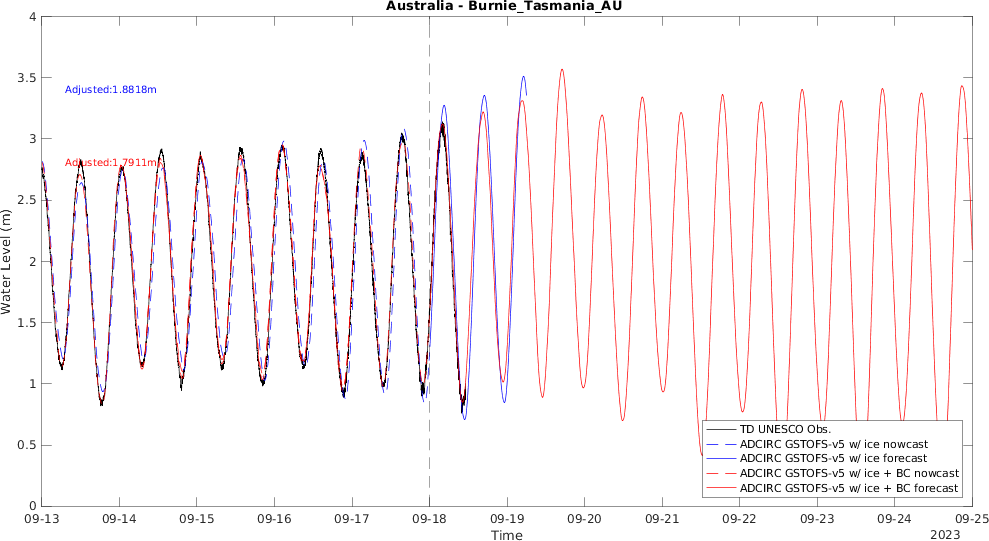 Australia - Burnie_Tasmania_AU
4
3.5
3
2.5
2
1.5
1
0.5
0
Water Level (m)
Adjusted:1.8818m
Adjusted:1.7911m
TD UNESCO Obs.
ADCIRC GSTOFS-v5 w/ ice nowcast
ADCIRC GSTOFS-v5 w/ ice forecast
ADCIRC GSTOFS-v5 w/ ice + BC nowcast
ADCIRC GSTOFS-v5 w/ ice + BC forecast
09-13 09-14 09-15 09-16 09-17 09-18 09-19 09-20 09-21 09-22 09-23 09-24 09-25
Time
2023